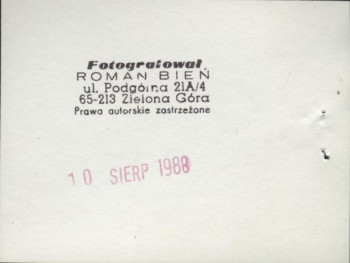 Fotografował
ROMAN BIEŃ
ul. Podgórna 21A/4
65-213 Zielona Góra
Prawa autorskie zastrzeżone
10 SIERP 1988